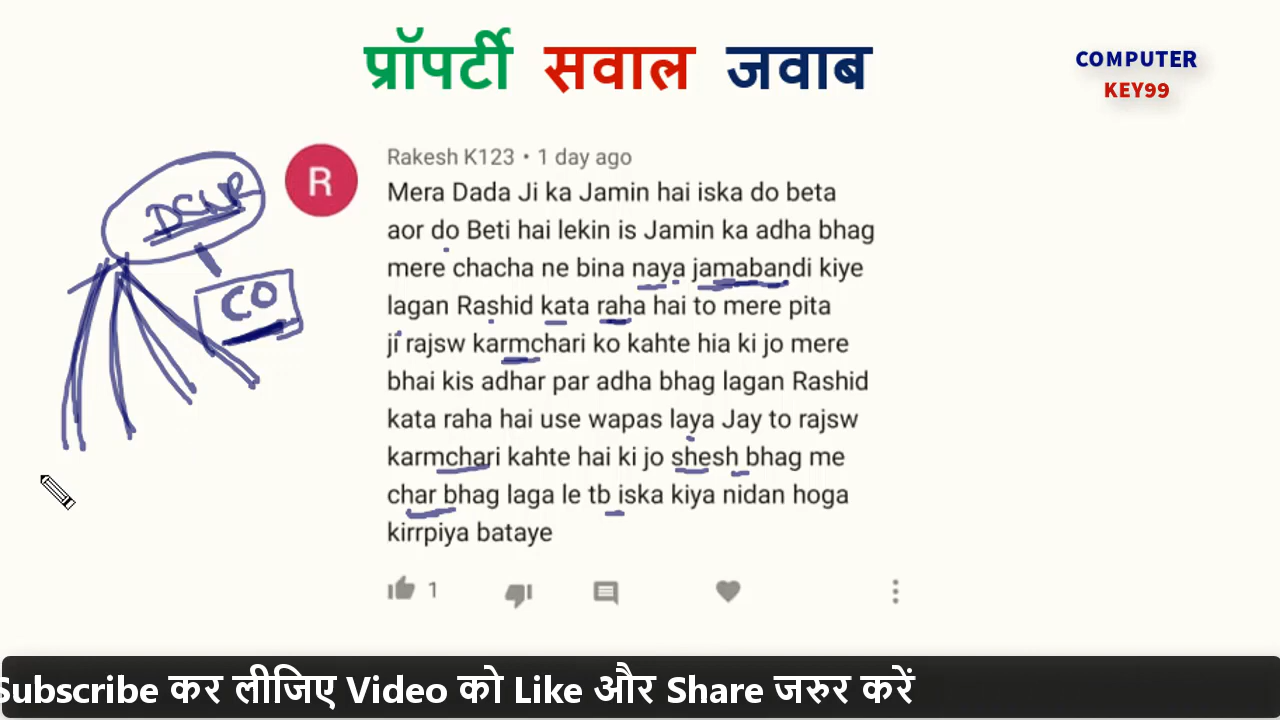 प्रॉपर्टी सवाल जवाब
COMPUTER
KEY99
Rakesh K123 • 1 day ago
Mera Dada Ji ka Jamin hai iska do beta
aor do Beti hai lekin is Jamin ka adha bhag
mere chacha ne bina naya jamabandi kiye
lagan Rashid kata raha hai to mere pita
ji rajsw karmchari ko kahte hia ki jo mere
bhai kis adhar par adha bhag lagan Rashid
kata raha hai use wapas laya Jay to rajsw
karmchari kahte hai ki jo shesh bhag me
char bhag laga le tb iska kiya nidan hoga
kirrpiya bataye
1
R
CO
Subscribe कर लीजिए Video को Like और Share जरुर करें